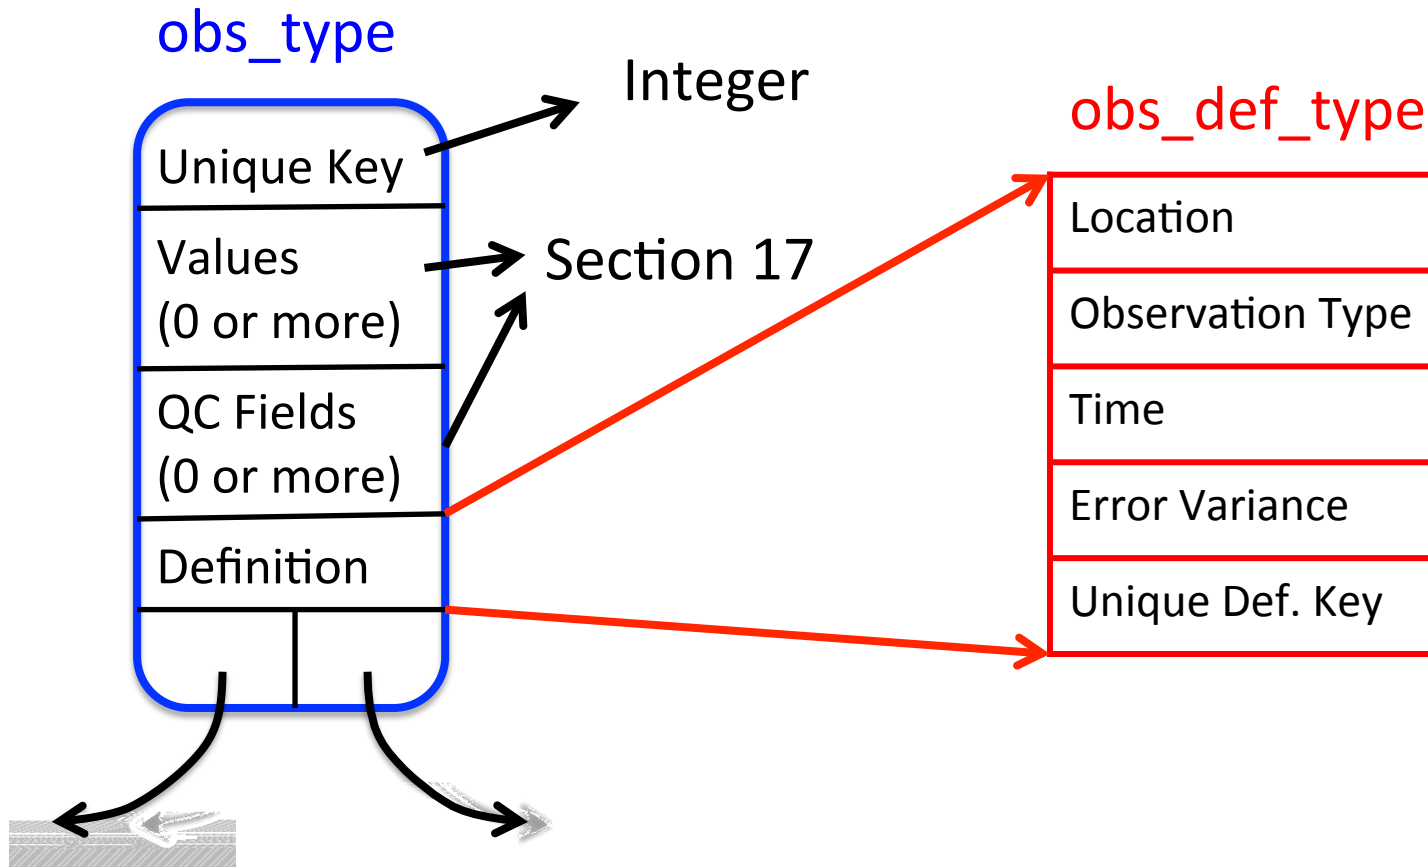 obs_type
Integer
Unique Key
Values
(0 or more)
Section 17
QC Fields
(0 or more)
Definition
obs_def_type
Location
Observation Type
Time
Error Variance
Unique Def. Key